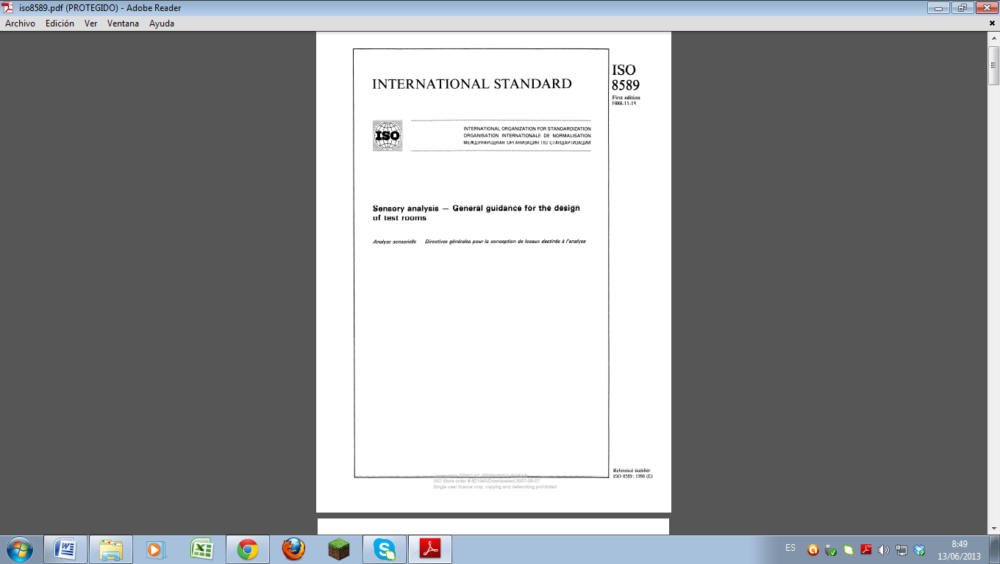 iso8589.pdf (PROTEGIDO) - Adobe Reader
Archivo Edición Ver Ventana Ayuda
INTERNATIONAL STANDARD
ISO
8589
First edition
1988-11-15
ISO
INTERNATIONAL ORGANIZATION FOR STANDARDIZATION
ORGANISATION INTERNATIONALE DE NORMALISATION
МЕЖДУНАРОДНАЯ ОРГАНИЗАЦИЯ ПО СТАНДАРТИЗАЦИИ
Sensory analysis — General guidance for the design
of test rooms
Analyse sensorielle Directives générales pour la conception de locaux destinés à l'analyse
Reference number
ISO 8589 : 1988 (E)
ISO Store order #:821940/Downloaded:2007-05-07
Single user licence only, copying and networking prohibited
ES
8:49
13/06/2013